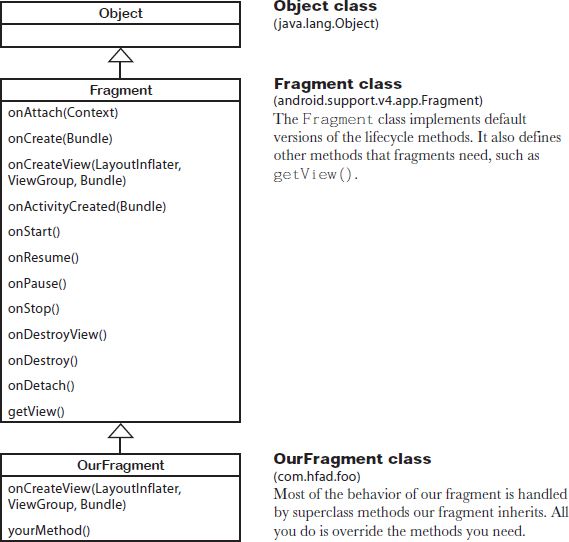 Object
Object class
(java.lang.Object)
Fragment
onAttach(Context)
onCreate(Bundle)
onCreateView(LayoutInflater,
ViewGroup, Bundle)
onActivityCreated(Bundle)
onStart()
onResume()
onPause()
onStop()
onDestroyView()
onDestroy()
onDetach()
getView()
Fragment class
(android.support.v4.app.Fragment)
The Fragment class implements default
versions of the lifecycle methods. It also defines
other methods that fragments need, such as
getView().
OurFragment
onCreateView(LayoutInflater,
ViewGroup, Bundle)
yourMethod()
OurFragment class
(com.hfad.foo)
Most of the behavior of our fragment is handled
by superclass methods our fragment inherits. All
you do is override the methods you need.